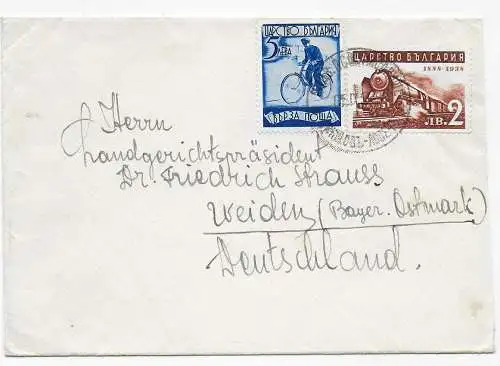 ЦАРСТВО БЪЛГАРИЯ
5 ЛЕВА
БЪРЗА ПОЩА
ЦАРСТВО БЪЛГАРИЯ
1888-1938
ЛВ. 2
Herrn
Landgerichtspräsident
Dr. Friedrich Strauss
Weiden (Bayer. Ostmark)
Deutschland.